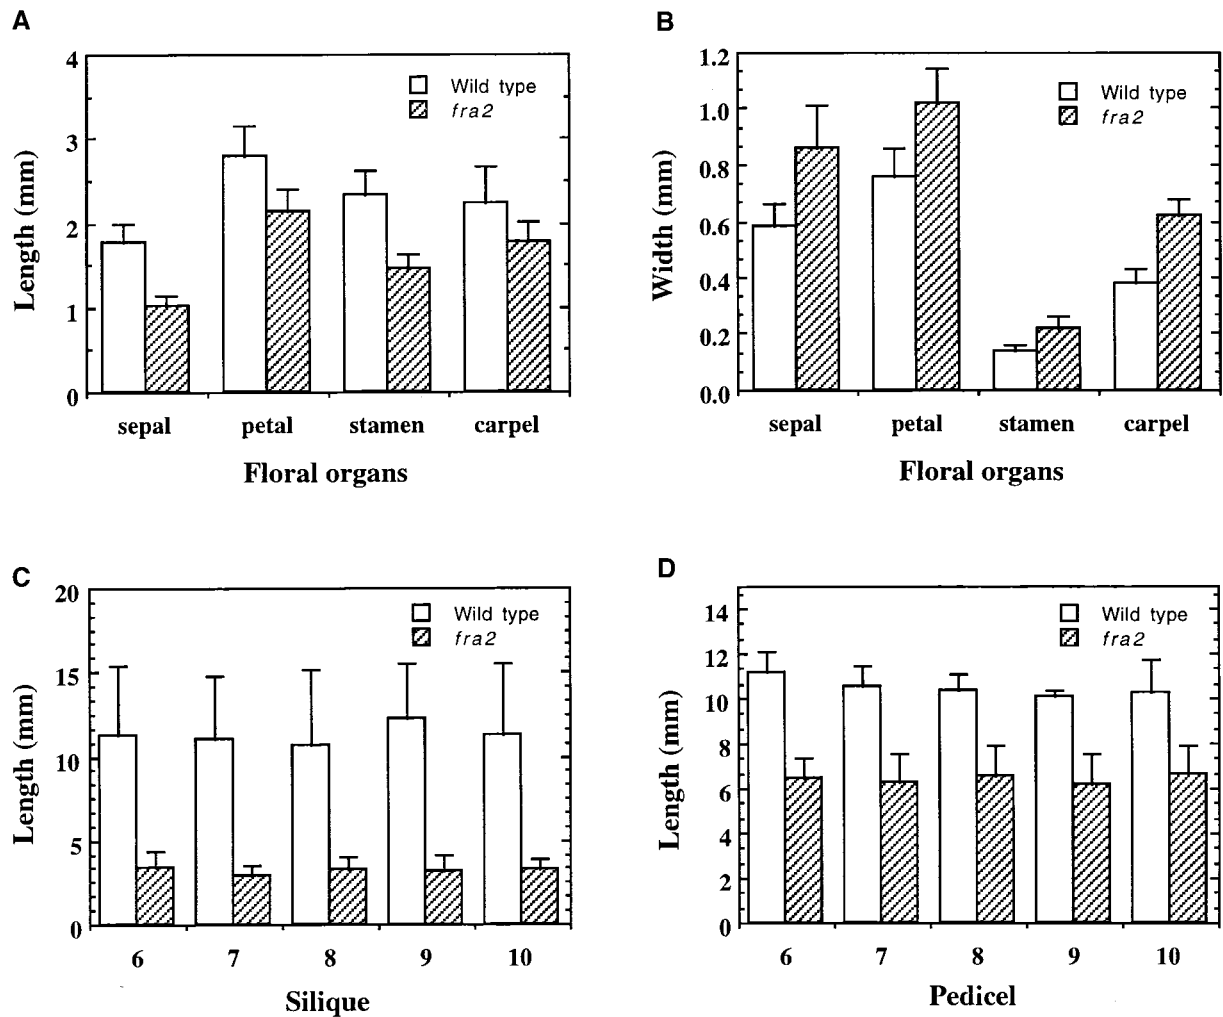 A
4
3
2
1
0
Length (mm)
Wild type
fra2
sepal petal stamen carpel
Floral organs
B
1.2
1.0
0.8
0.6
0.4
0.2
0.0
Width (mm)
Wild type
fra2
sepal petal stamen carpel
Floral organs
C
20
15
10
5
0
Length (mm)
Wild type
fra2
6 7 8 9 10
Silique
D
14
12
10
8
6
4
2
0
Length (mm)
Wild type
fra2
6 7 8 9 10
Pedicel